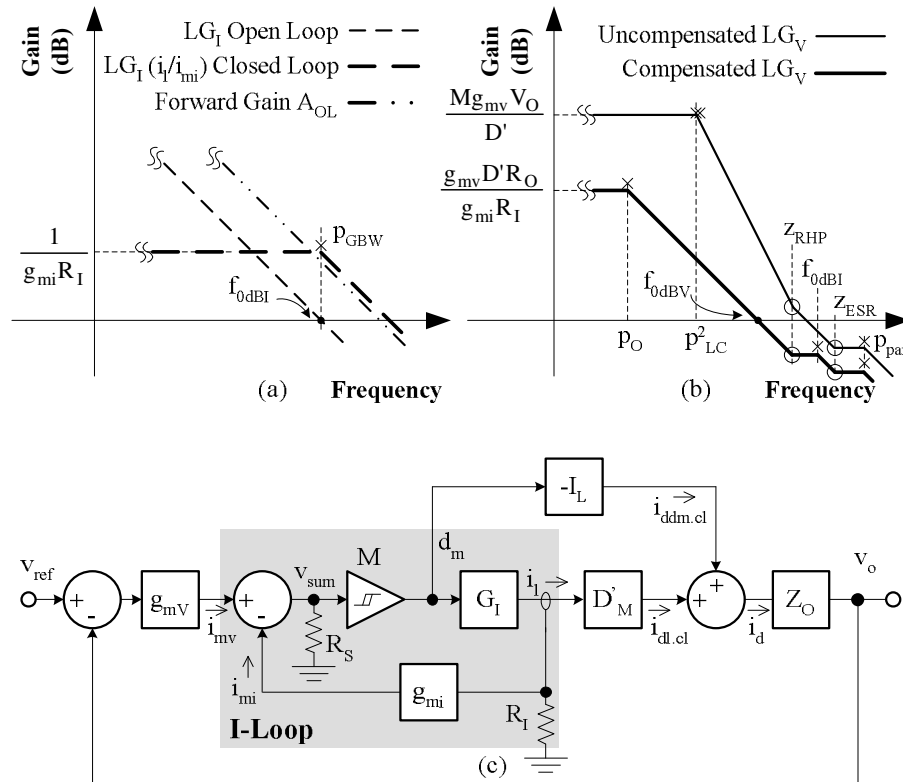 Gain (dB)
LG_I Open Loop
LG_I (i_l/i_mi) Closed Loop
Forward Gain A_OL
1
g_mi R_I
p_GBW
f_0dBI
(a)
Frequency
Gain (dB)
Uncompensated LG_V
Compensated LG_V
Mg_mv V_O
D'
g_mv D'R_O
g_mi R_I
z_RHP
f_0dBI
f_0dBV
z_ESR
p_O
p²_LC
p_par
(b)
Frequency
-I_L
i_ddm.cl
v_ref
+
-
g_mV
i_mv
+
-
v_sum
M
d_m
G_I
i_l
D'_M
i_dl.cl
+
+
i_d
Z_O
v_o
R_S
i_mi
g_mi
R_I
I-Loop
(c)